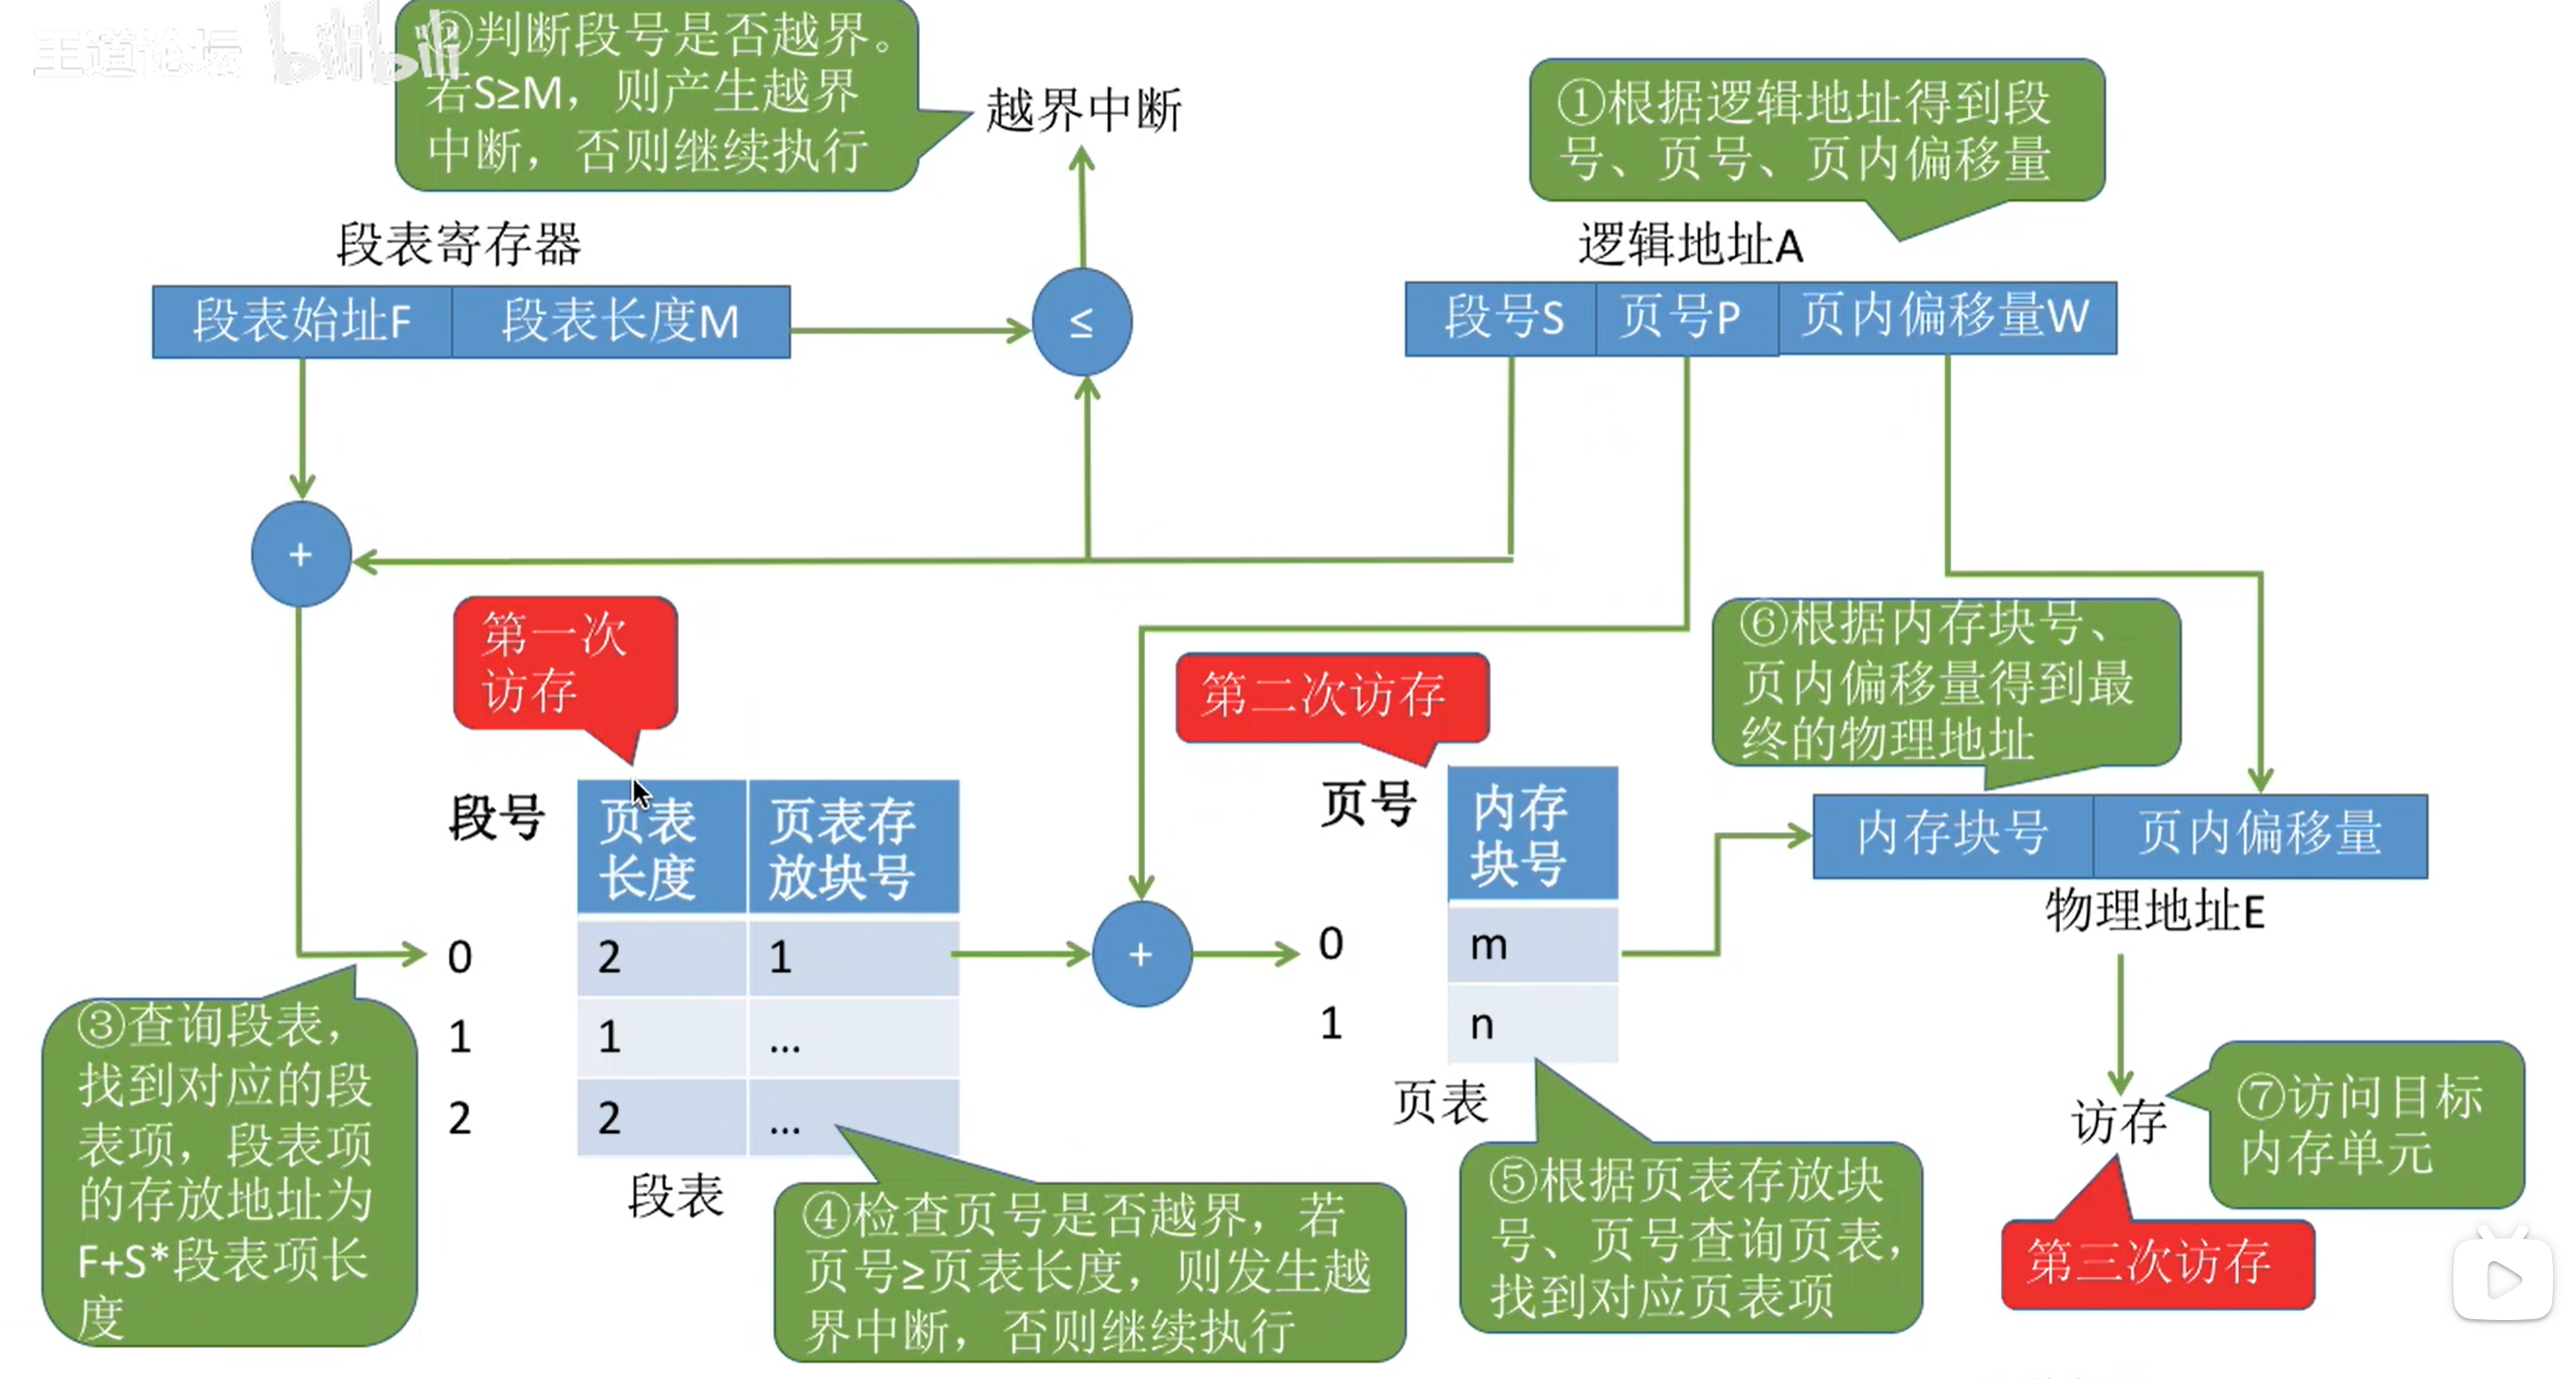 王道论坛
bilibili
②判断段号是否越界。
若S≥M，则产生越界
中断，否则继续执行
越界中断
①根据逻辑地址得到段
号、页号、页内偏移量
段表寄存器
逻辑地址A
段表始址F
段表长度M
≤
段号S
页号P
页内偏移量W
+
第一次
访存
第二次访存
⑥根据内存块号、
页内偏移量得到最
终的物理地址
段号
页表
长度
页表存
放块号
页号
内存
块号
内存块号
页内偏移量
物理地址E
0
2
1
+
0
m
1
1
...
1
n
2
2
...
段表
页表
③查询段表，
找到对应的段
表项，段表项
的存放地址为
F+S*段表项长
度
④检查页号是否越界，若
页号≥页表长度，则发生越
界中断，否则继续执行
⑤根据页表存放块
号、页号查询页表，
找到对应页表项
访存
⑦访问目标
内存单元
第三次访存